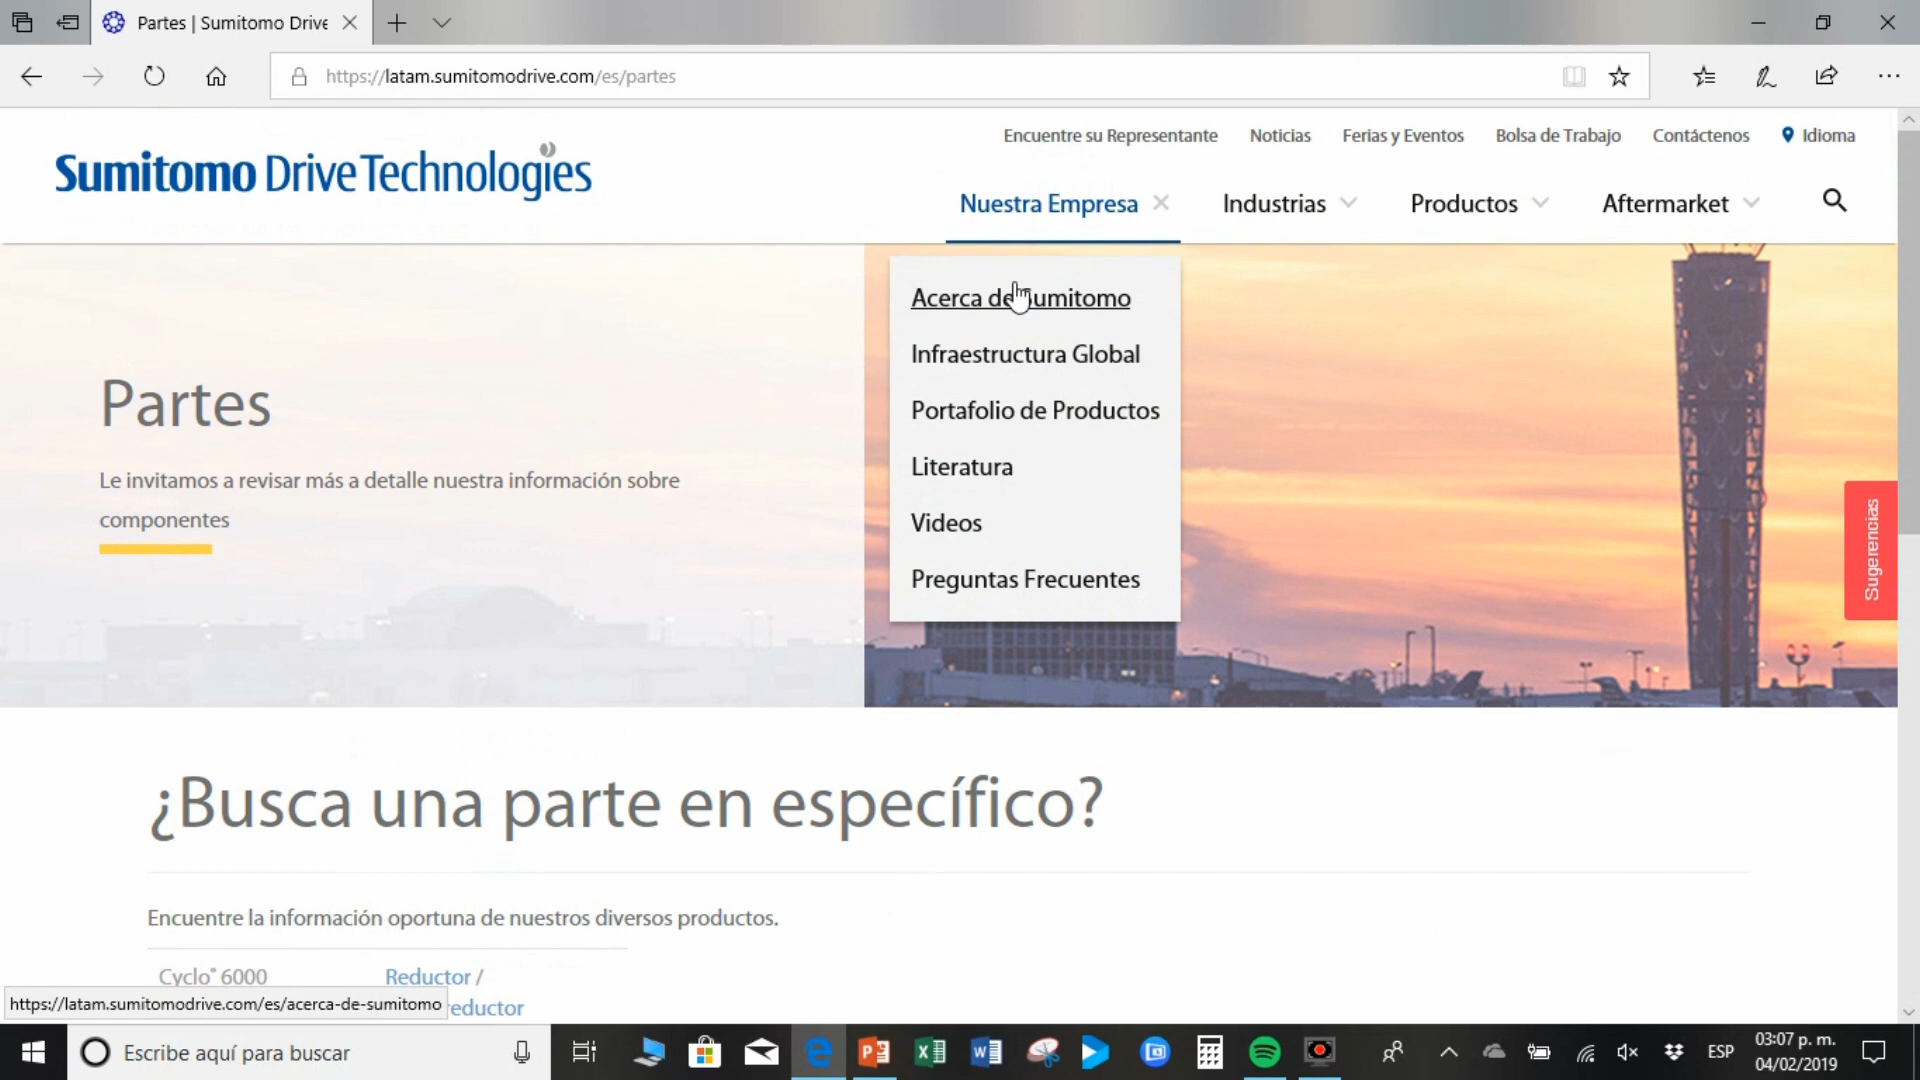 Partes | Sumitomo Drive
https://latam.sumitomodrive.com/es/partes
Encuentre su Representante
Noticias
Ferias y Eventos
Bolsa de Trabajo
Contáctenos
Idioma
Sumitomo Drive Technologies
Nuestra Empresa
Industrias
Productos
Aftermarket
Acerca de Sumitomo
Infraestructura Global
Portafolio de Productos
Literatura
Videos
Preguntas Frecuentes
Partes
Le invitamos a revisar más a detalle nuestra información sobre
componentes
Sugerencias
¿Busca una parte en específico?
Encuentre la información oportuna de nuestros diversos productos.
Cyclo® 6000
Reductor /
reductor
https://latam.sumitomodrive.com/es/acerca-de-sumitomo
Escribe aquí para buscar
ESP
03:07 p. m.
04/02/2019